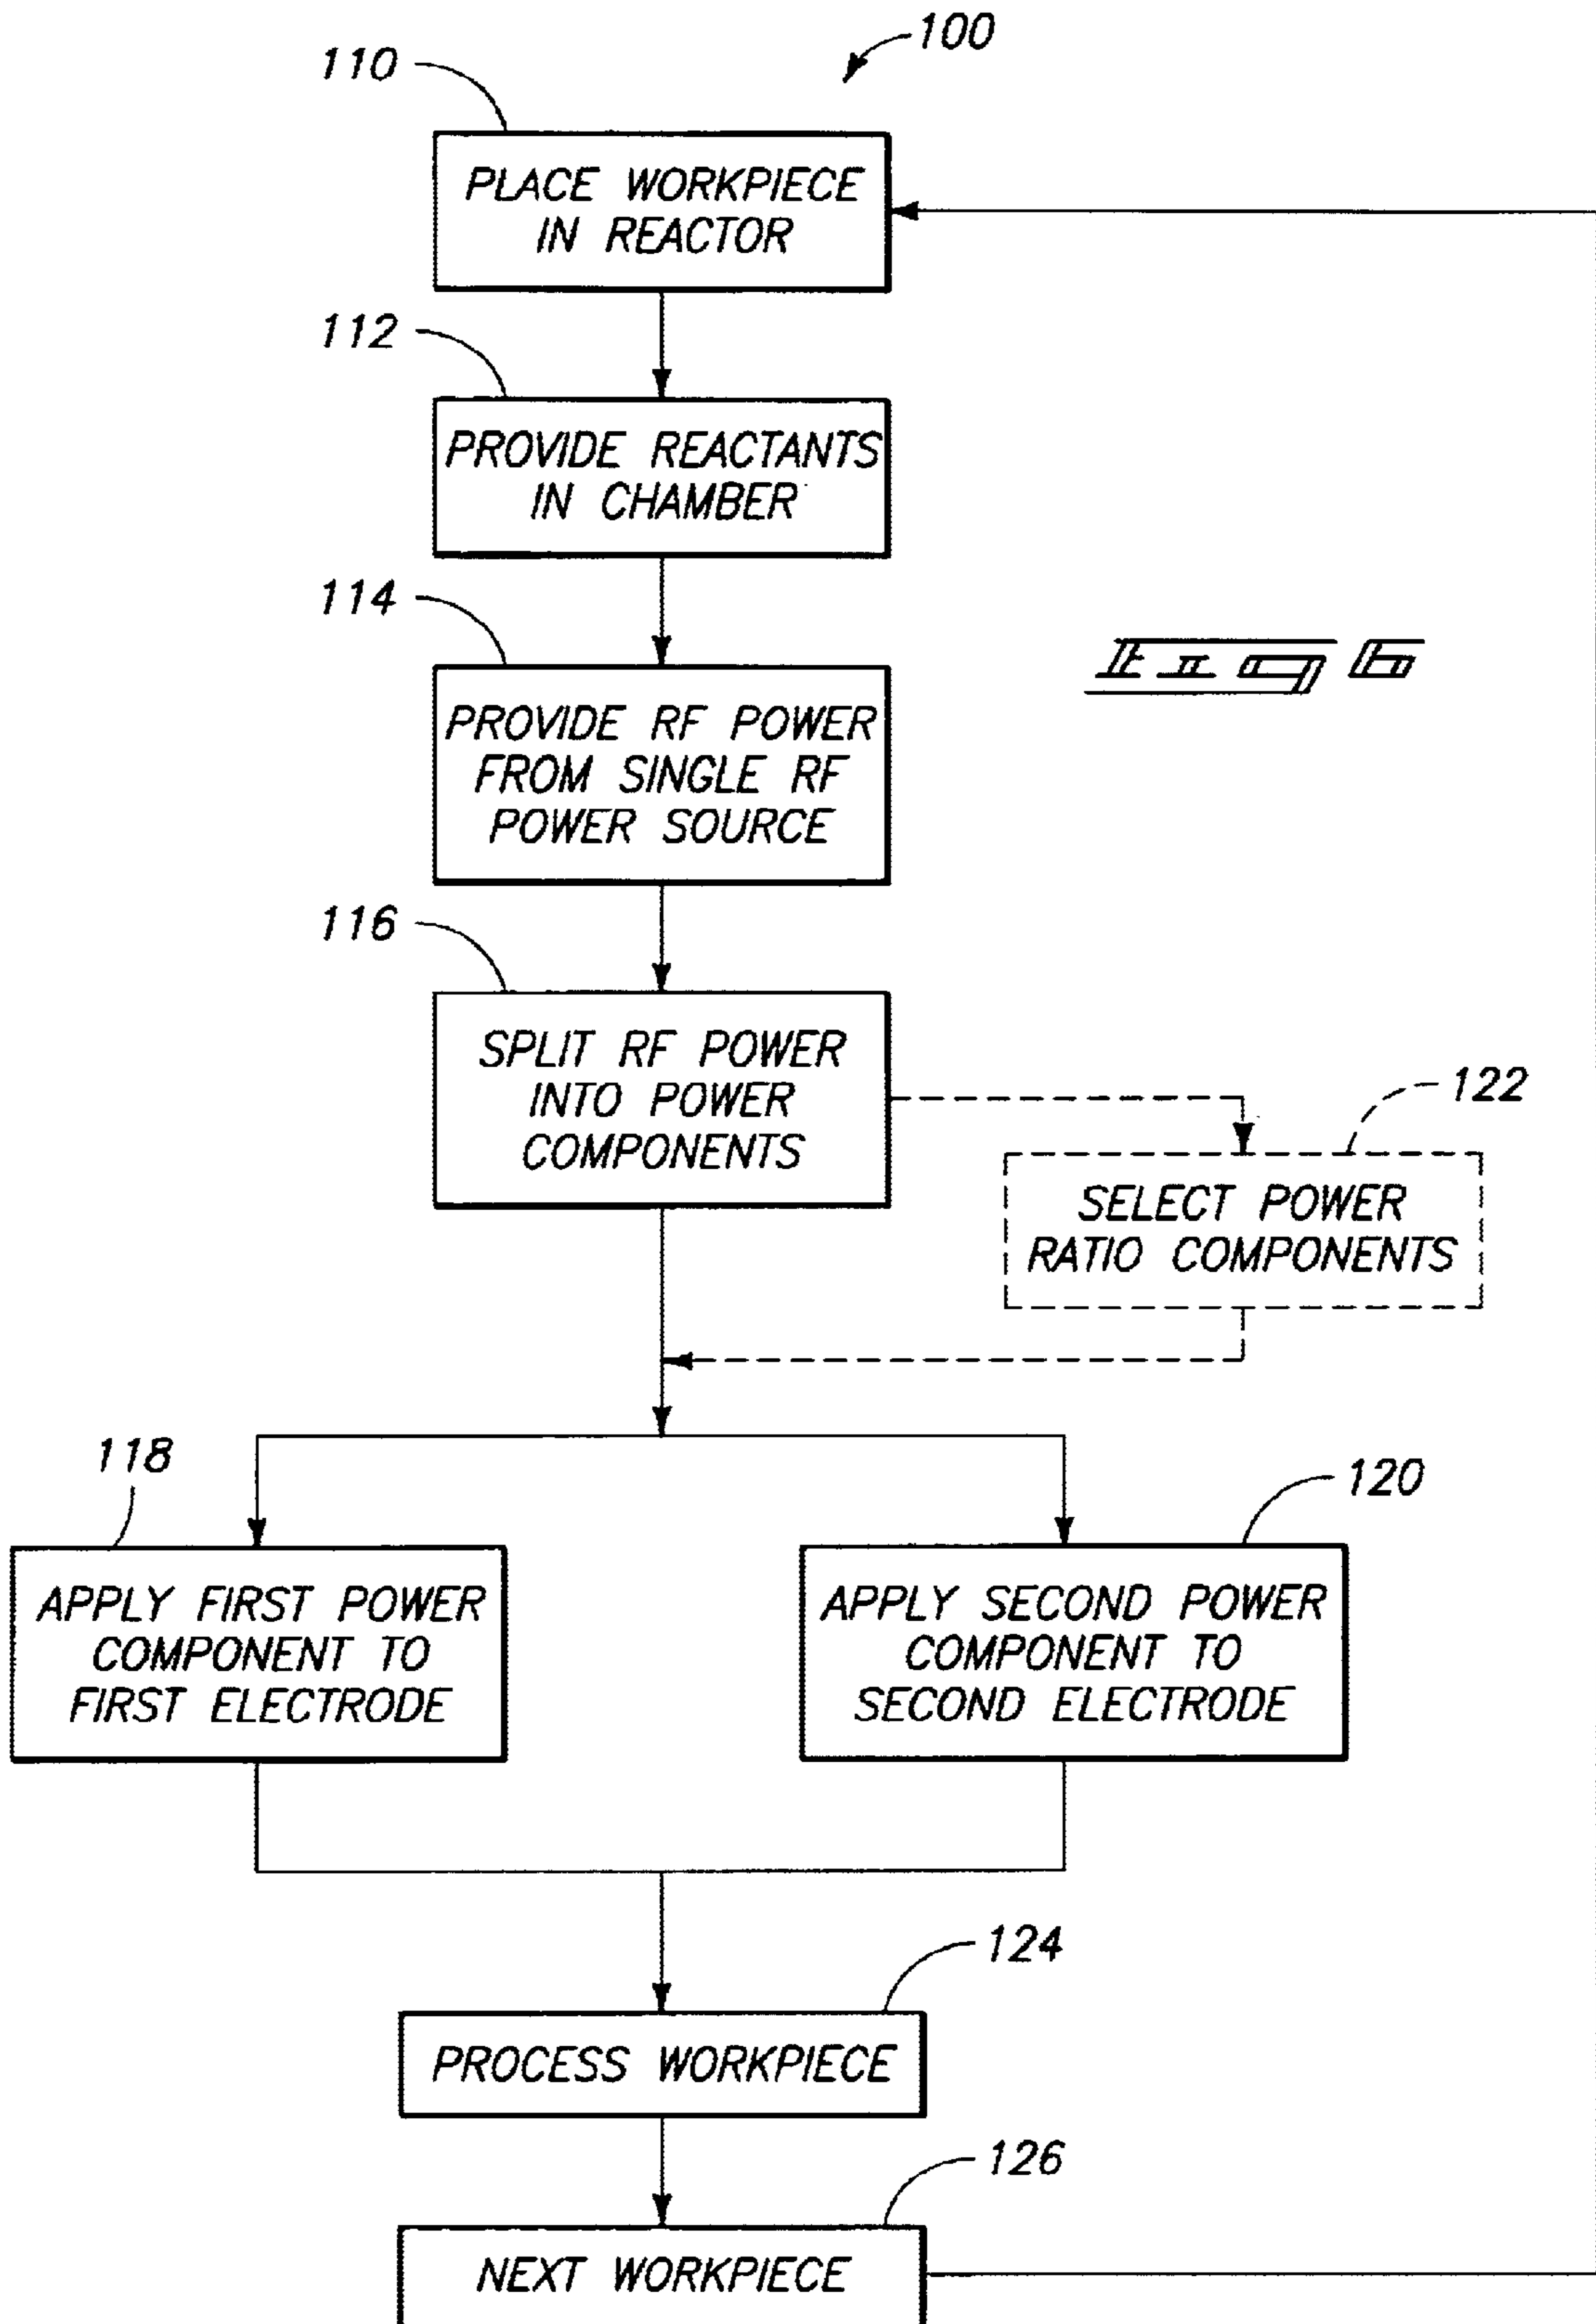 100
110
PLACE WORKPIECE
IN REACTOR
112
PROVIDE REACTANTS
IN CHAMBER
114
PROVIDE RF POWER
FROM SINGLE RF
POWER SOURCE
Fig 6
116
SPLIT RF POWER
INTO POWER
COMPONENTS
122
SELECT POWER
RATIO COMPONENTS
118
APPLY FIRST POWER
COMPONENT TO
FIRST ELECTRODE
120
APPLY SECOND POWER
COMPONENT TO
SECOND ELECTRODE
124
PROCESS WORKPIECE
126
NEXT WORKPIECE